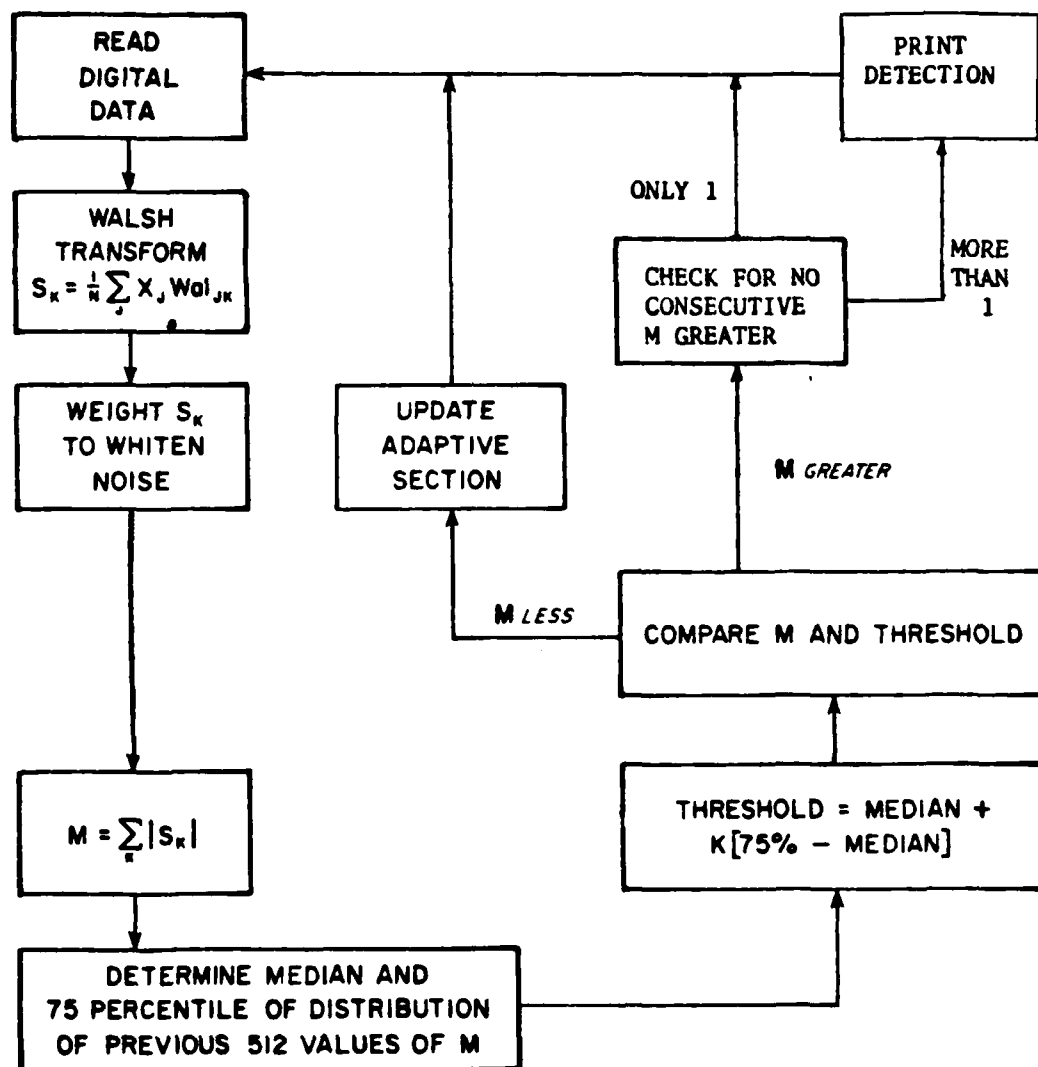 READ
DIGITAL
DATA
PRINT
DETECTION
WALSH
TRANSFORM
S_K = 1/N ∑_J X_J Wal_JK
ONLY 1
MORE
THAN
1
CHECK FOR NO
CONSECUTIVE
M GREATER
WEIGHT S_K
TO WHITEN
NOISE
UPDATE
ADAPTIVE
SECTION
M GREATER
M LESS
COMPARE M AND THRESHOLD
M = ∑_K |S_K|
THRESHOLD = MEDIAN +
K[75% - MEDIAN]
DETERMINE MEDIAN AND
75 PERCENTILE OF DISTRIBUTION
OF PREVIOUS 512 VALUES OF M